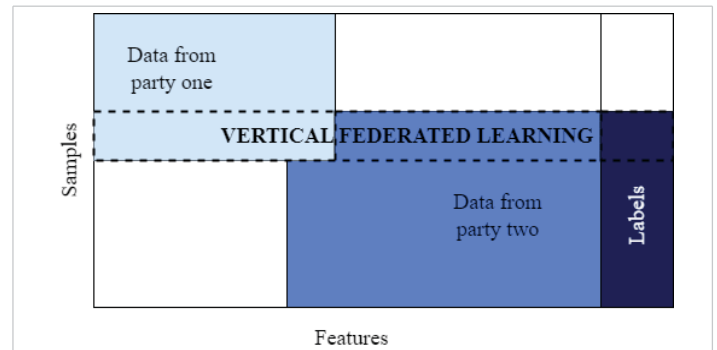 Data from
party one
VERTICAL FEDERATED LEARNING
Samples
Data from
party two
Labels
Features